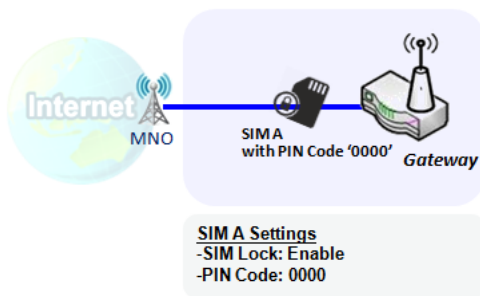 Internet
MNO
SIM A
with PIN Code ‘0000’
Gateway
SIM A Settings
-SIM Lock: Enable
-PIN Code: 0000